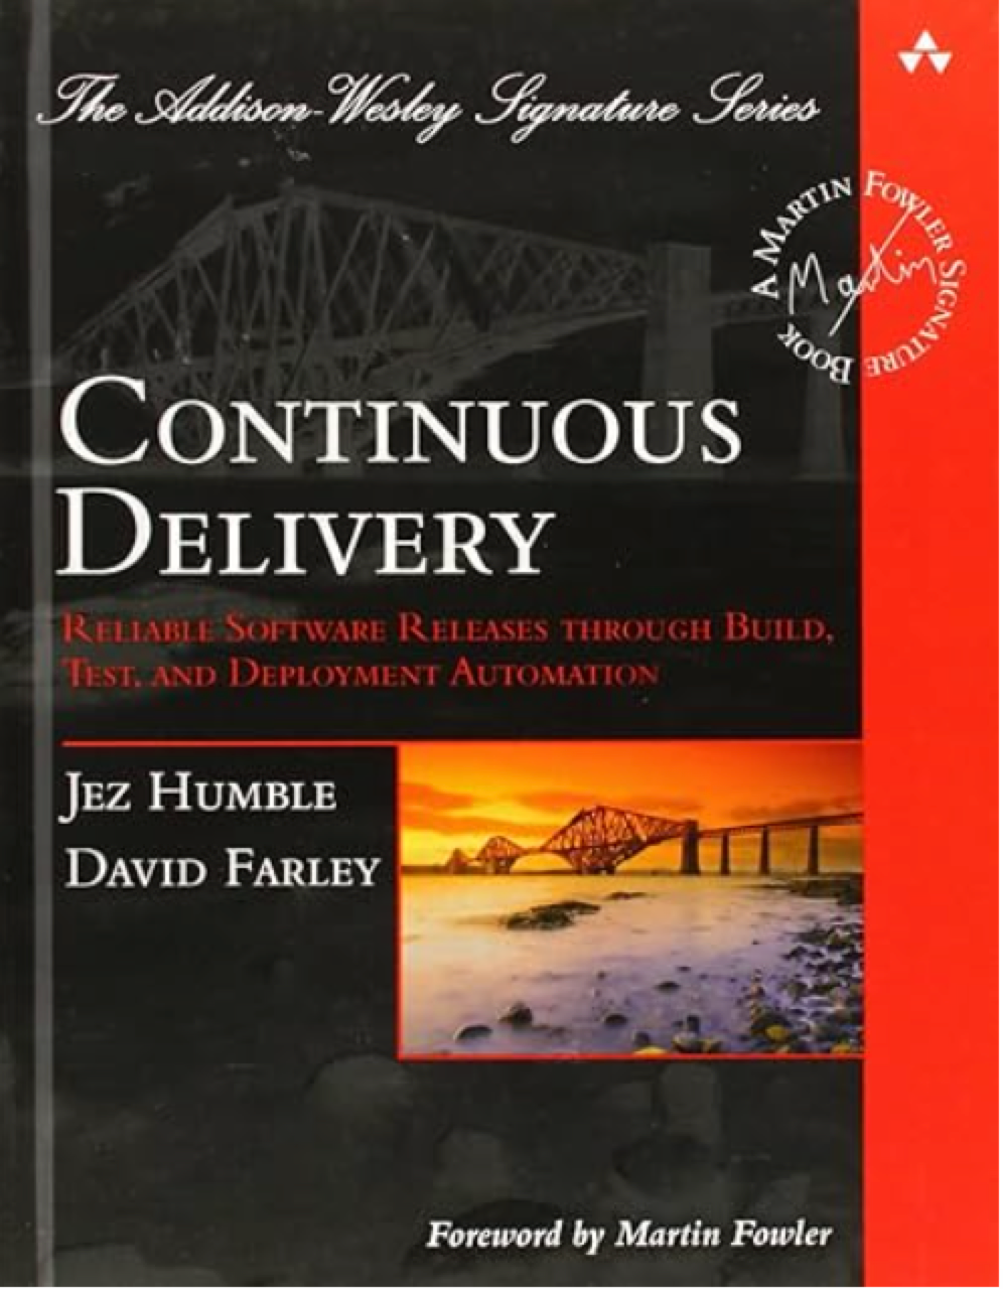 The Addison-Wesley Signature Series
A MARTIN FOWLER SIGNATURE BOOK
Martin
CONTINUOUS
DELIVERY
RELIABLE SOFTWARE RELEASES THROUGH BUILD,
TEST, AND DEPLOYMENT AUTOMATION
JEZ HUMBLE
DAVID FARLEY
Foreword by Martin Fowler